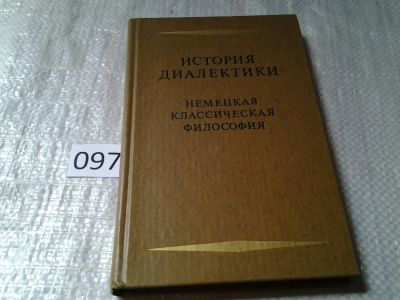 ИСТОРИЯ
ДИАЛЕКТИКИ
НЕМЕЦКАЯ
КЛАССИЧЕСКАЯ
ФИЛОСОФИЯ
097